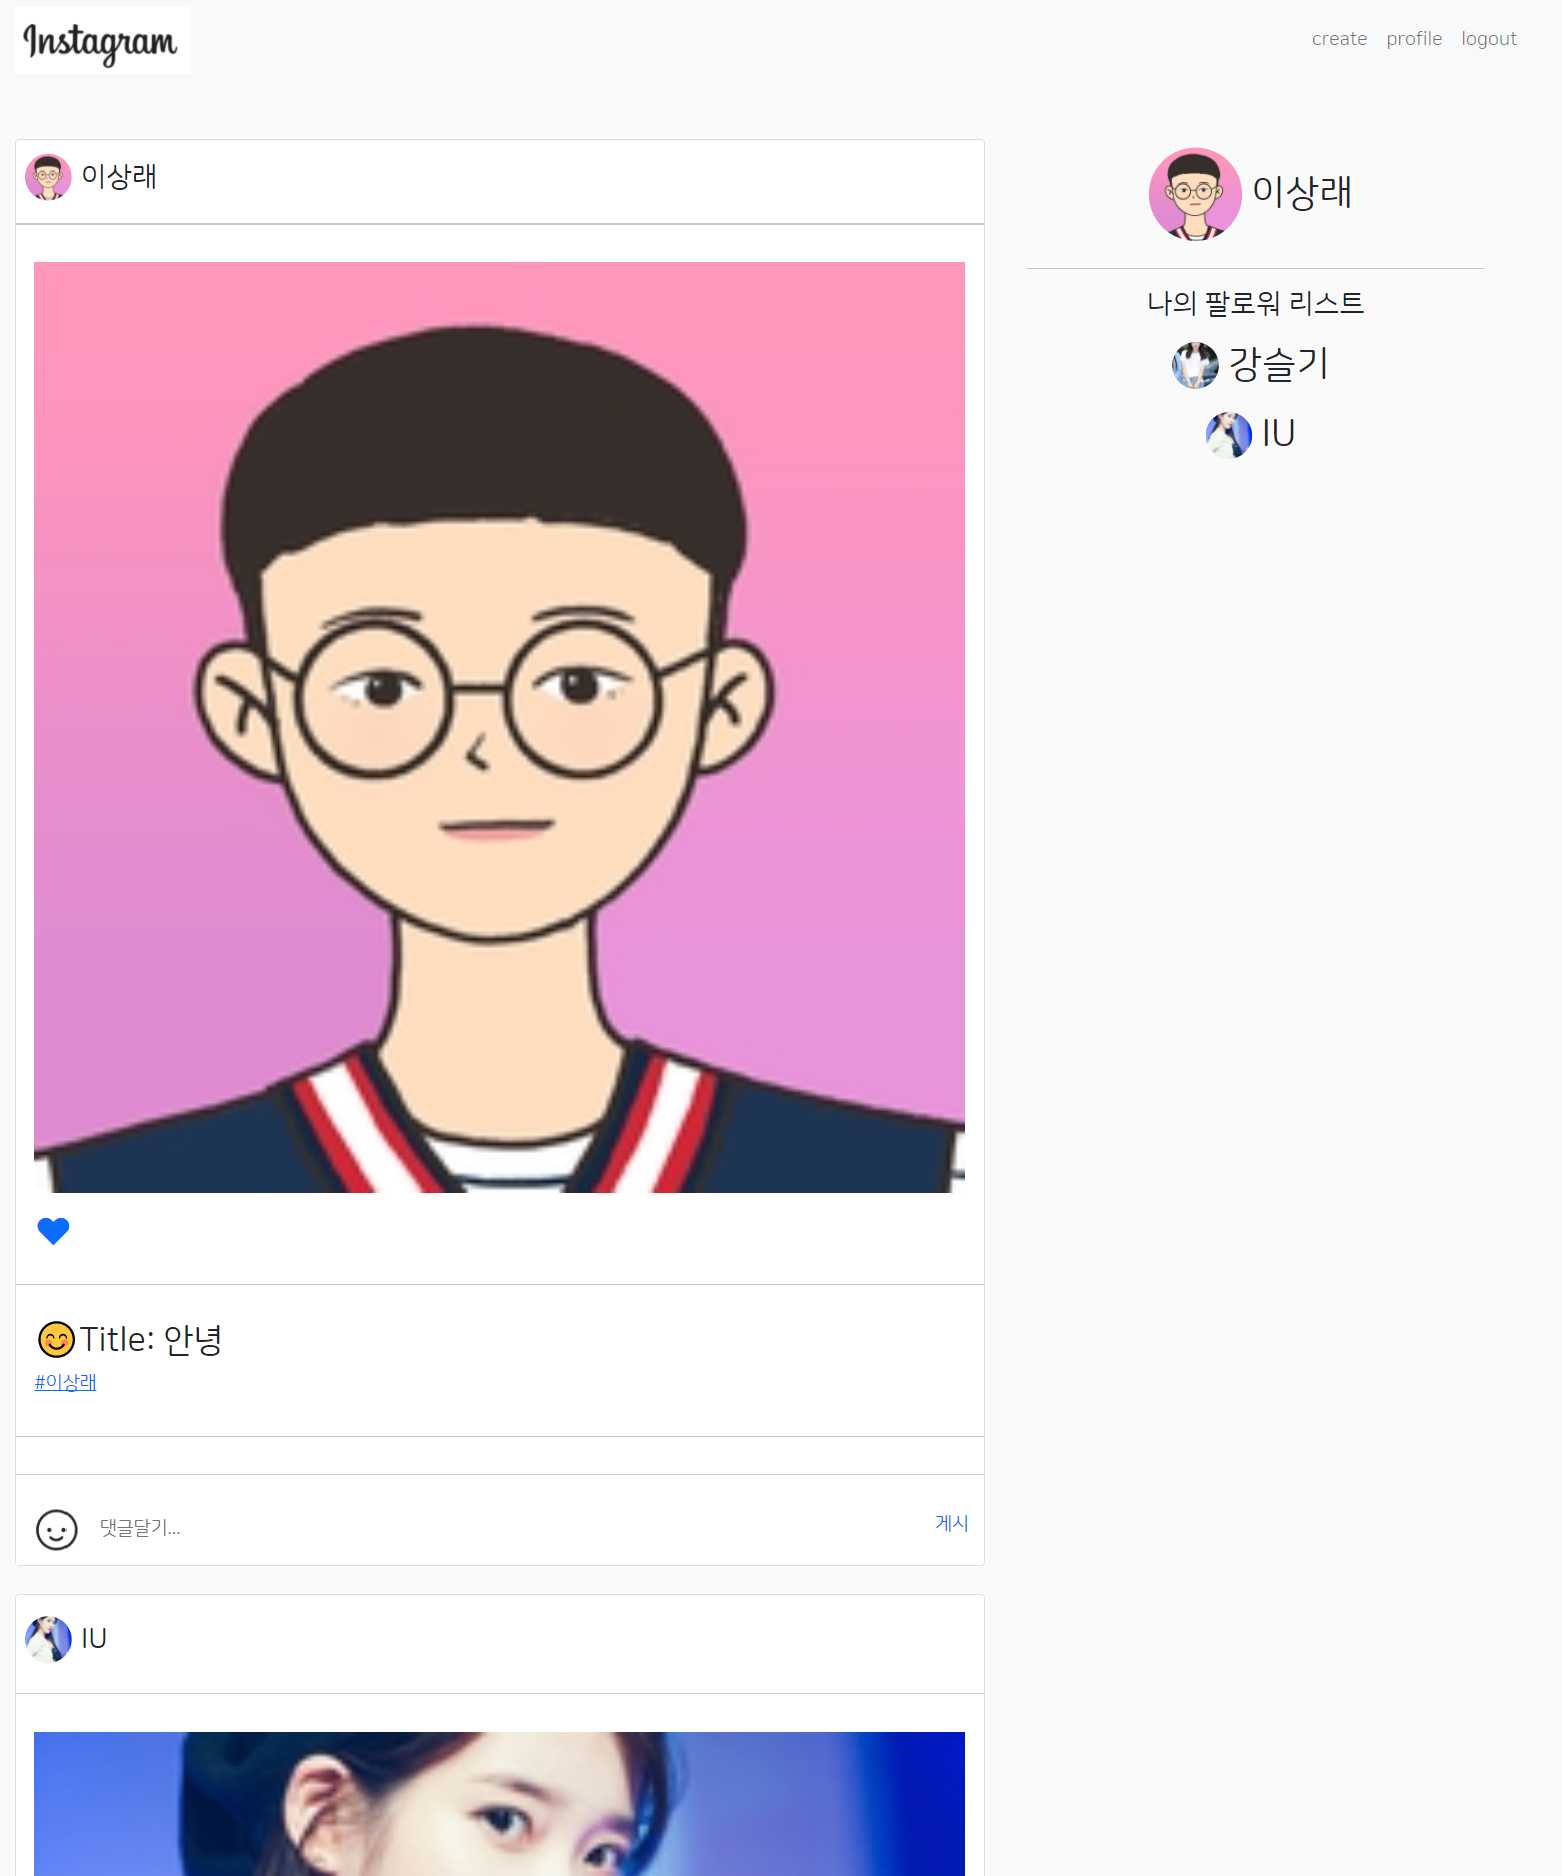 Instagram
create profile logout
이상래
Title: 안녕
#이상래
댓글달기...
게시
IU
이상래
나의 팔로워 리스트
강슬기
IU